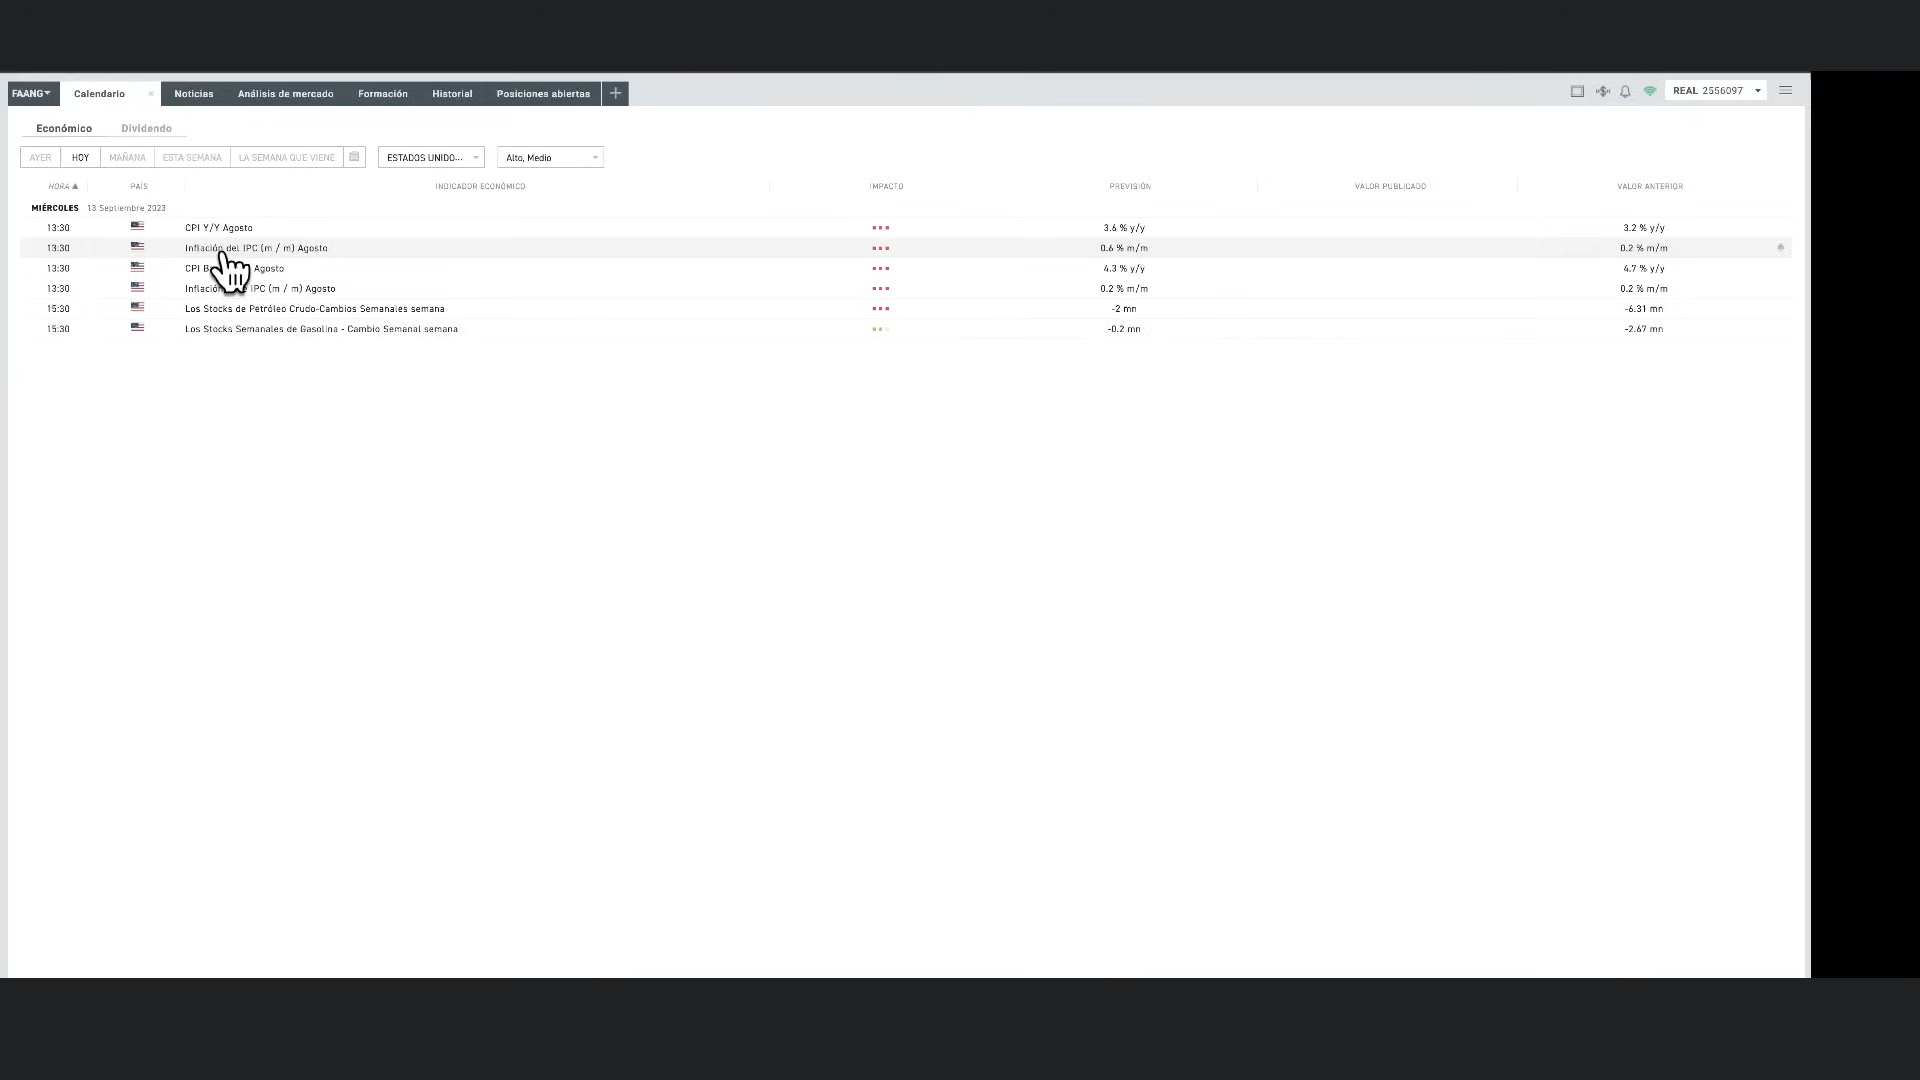 FAANG Calendario Noticias Análisis de mercado Formación Historial Posiciones abiertas REAL 2556097
Económico Dividendo
AYER HOY MAÑANA ESTA SEMANA LA SEMANA QUE VIENE ESTADOS UNIDO... Alto, Medio
HORA PAÍS INDICADOR ECONÓMICO IMPACTO PREVISIÓN VALOR PUBLICADO VALOR ANTERIOR
MIÉRCOLES 13 Septiembre 2023
13:30 CPI Y/Y Agosto 3.6 % y/y 3.2 % y/y
13:30 Inflación del IPC (m / m) Agosto 0.6 % m/m 0.2 % m/m
13:30 CPI Agosto 4.3 % y/y 4.7 % y/y
13:30 Inflación IPC (m / m) Agosto 0.2 % m/m 0.2 % m/m
15:30 Los Stocks de Petróleo Crudo-Cambios Semanales semana -2 mn -6.31 mn
15:30 Los Stocks Semanales de Gasolina - Cambio Semanal semana -0.2 mn -2.67 mn